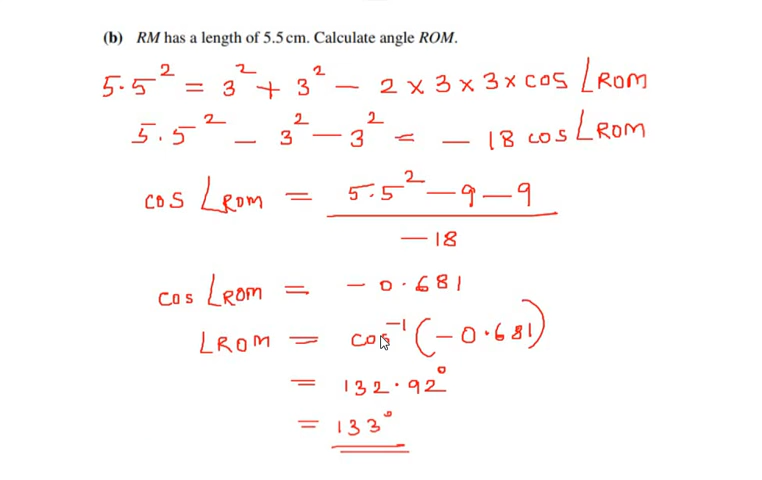 (b) RM has a length of 5.5 cm. Calculate angle ROM.
5.5² = 3² + 3² - 2 × 3 × 3 × cos ∠ROM
5.5² - 3² - 3² = - 18 cos ∠ROM
cos ∠ROM = 5.5² - 9 - 9
- 18
cos ∠ROM = - 0.681
∠ROM = cos⁻¹ (- 0.681)
= 132.92°
= 133°